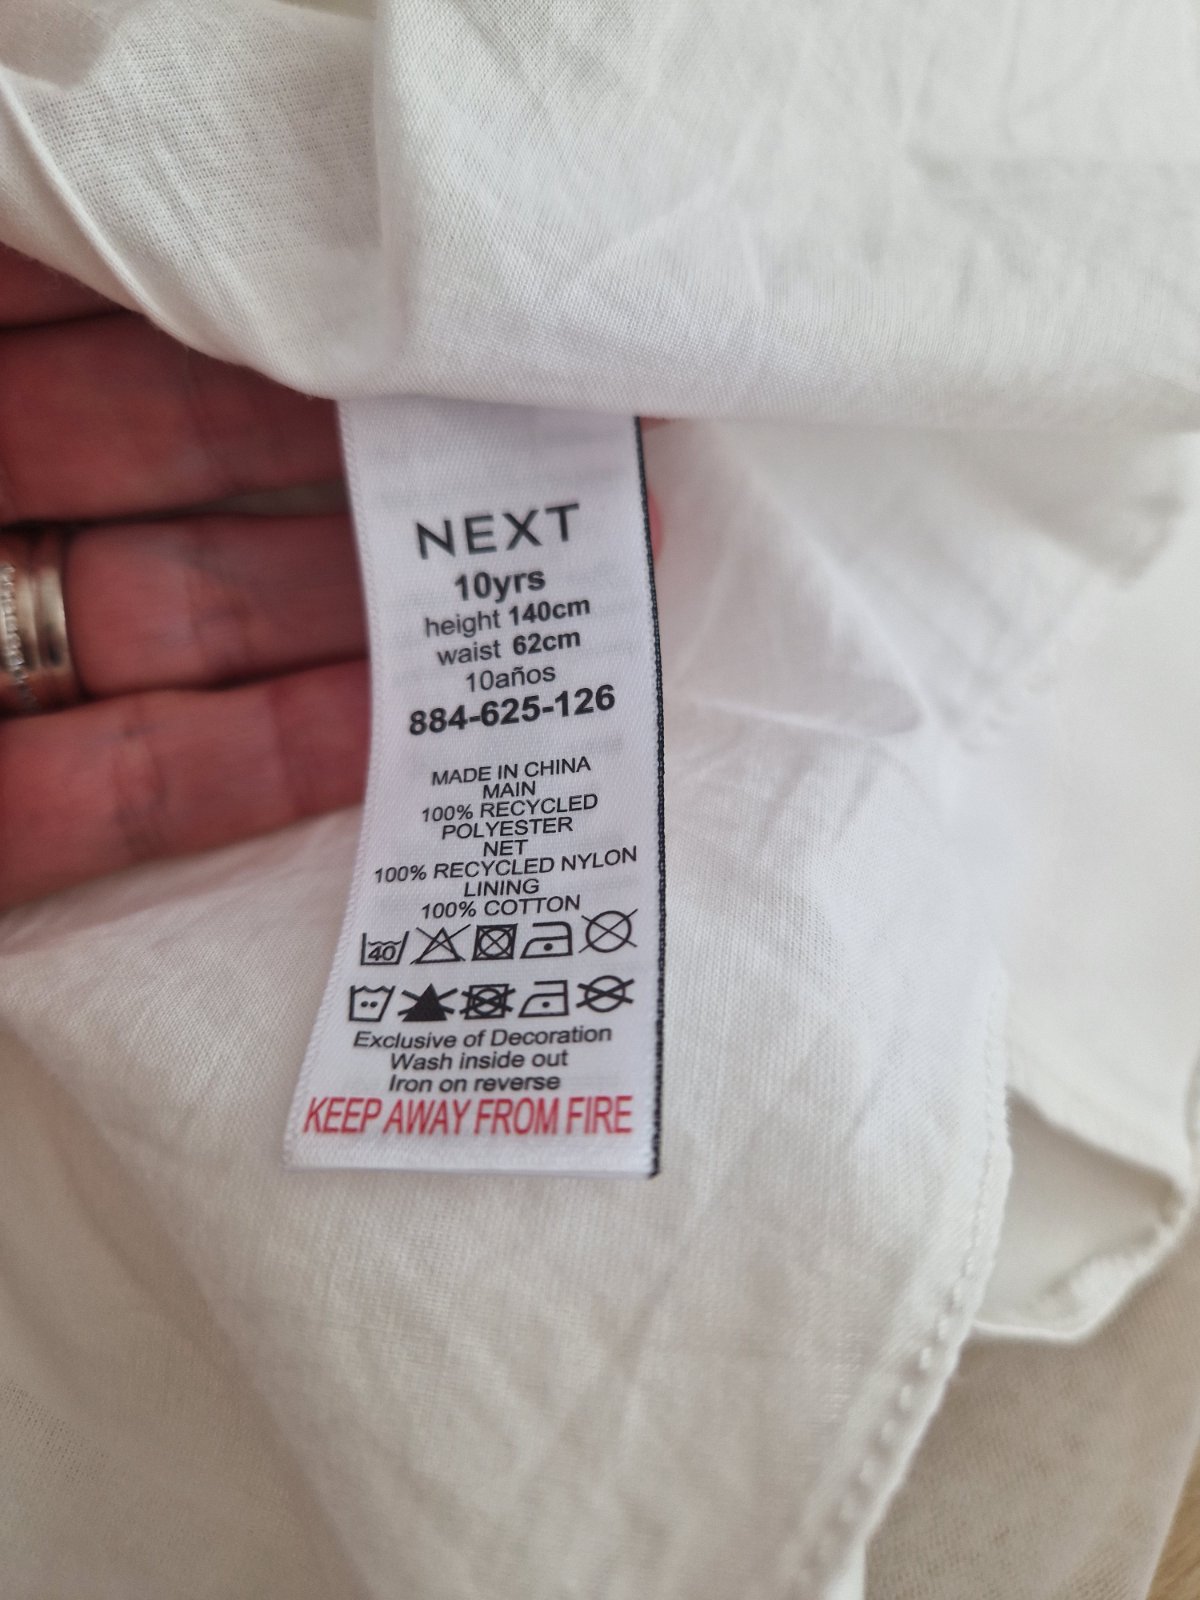 NEXT
10yrs
height 140cm
waist 62cm
10años
884-625-126
MADE IN CHINA
MAIN
100% RECYCLED
POLYESTER
NET
100% RECYCLED NYLON
LINING
100% COTTON
40
Exclusive of Decoration
Wash inside out
Iron on reverse
KEEP AWAY FROM FIRE